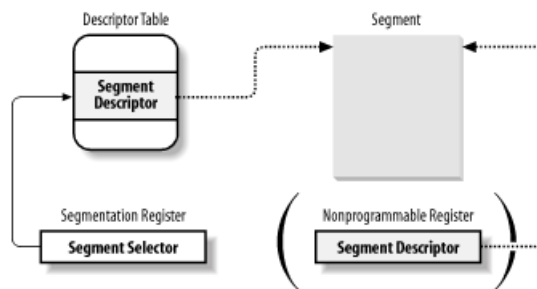 Descriptor Table
Segment
Segment
Descriptor
Segmentation Register
Segment Selector
Nonprogrammable Register
Segment Descriptor